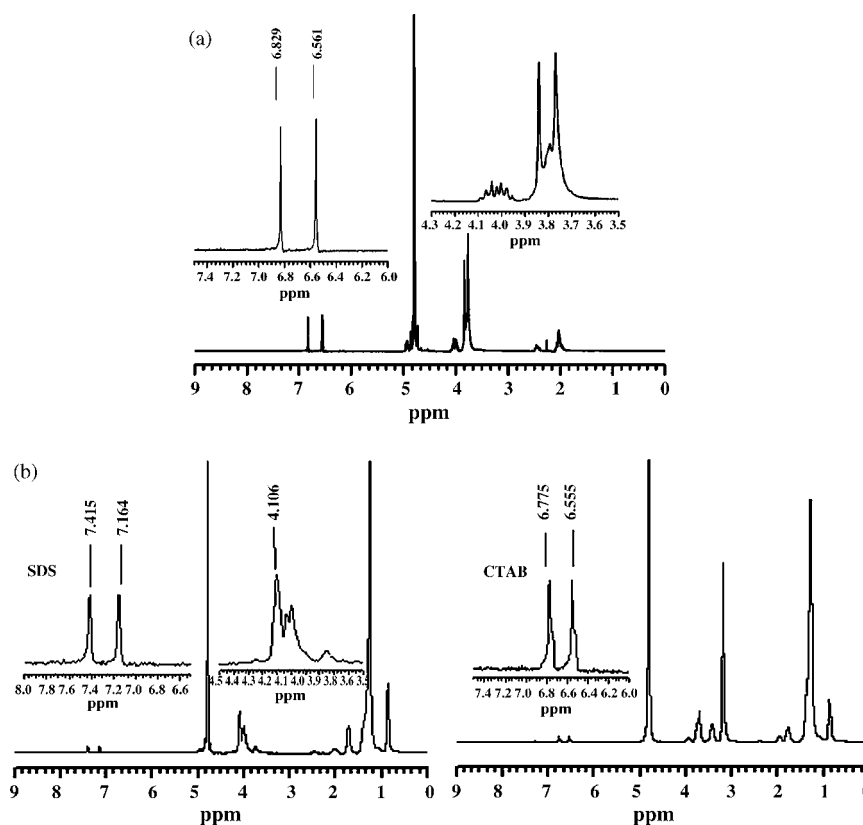 (a)
6.829
6.561
7.4 7.2 7.0 6.8 6.6 6.4 6.2 6.0
ppm
4.3 4.2 4.1 4.0 3.9 3.8 3.7 3.6 3.5
ppm
9 8 7 6 5 4 3 2 1 0
ppm
(b)
7.415
7.164
4.106
SDS
8.0 7.8 7.6 7.4 7.2 7.0 6.8 6.6
ppm
4.5 4.4 4.3 4.2 4.1 4.0 3.9 3.8 3.7 3.6 3.5
ppm
9 8 7 6 5 4 3 2 1 0
ppm
6.775
6.555
CTAB
7.4 7.2 7.0 6.8 6.6 6.4 6.2 6.0
ppm
9 8 7 6 5 4 3 2 1 0
ppm